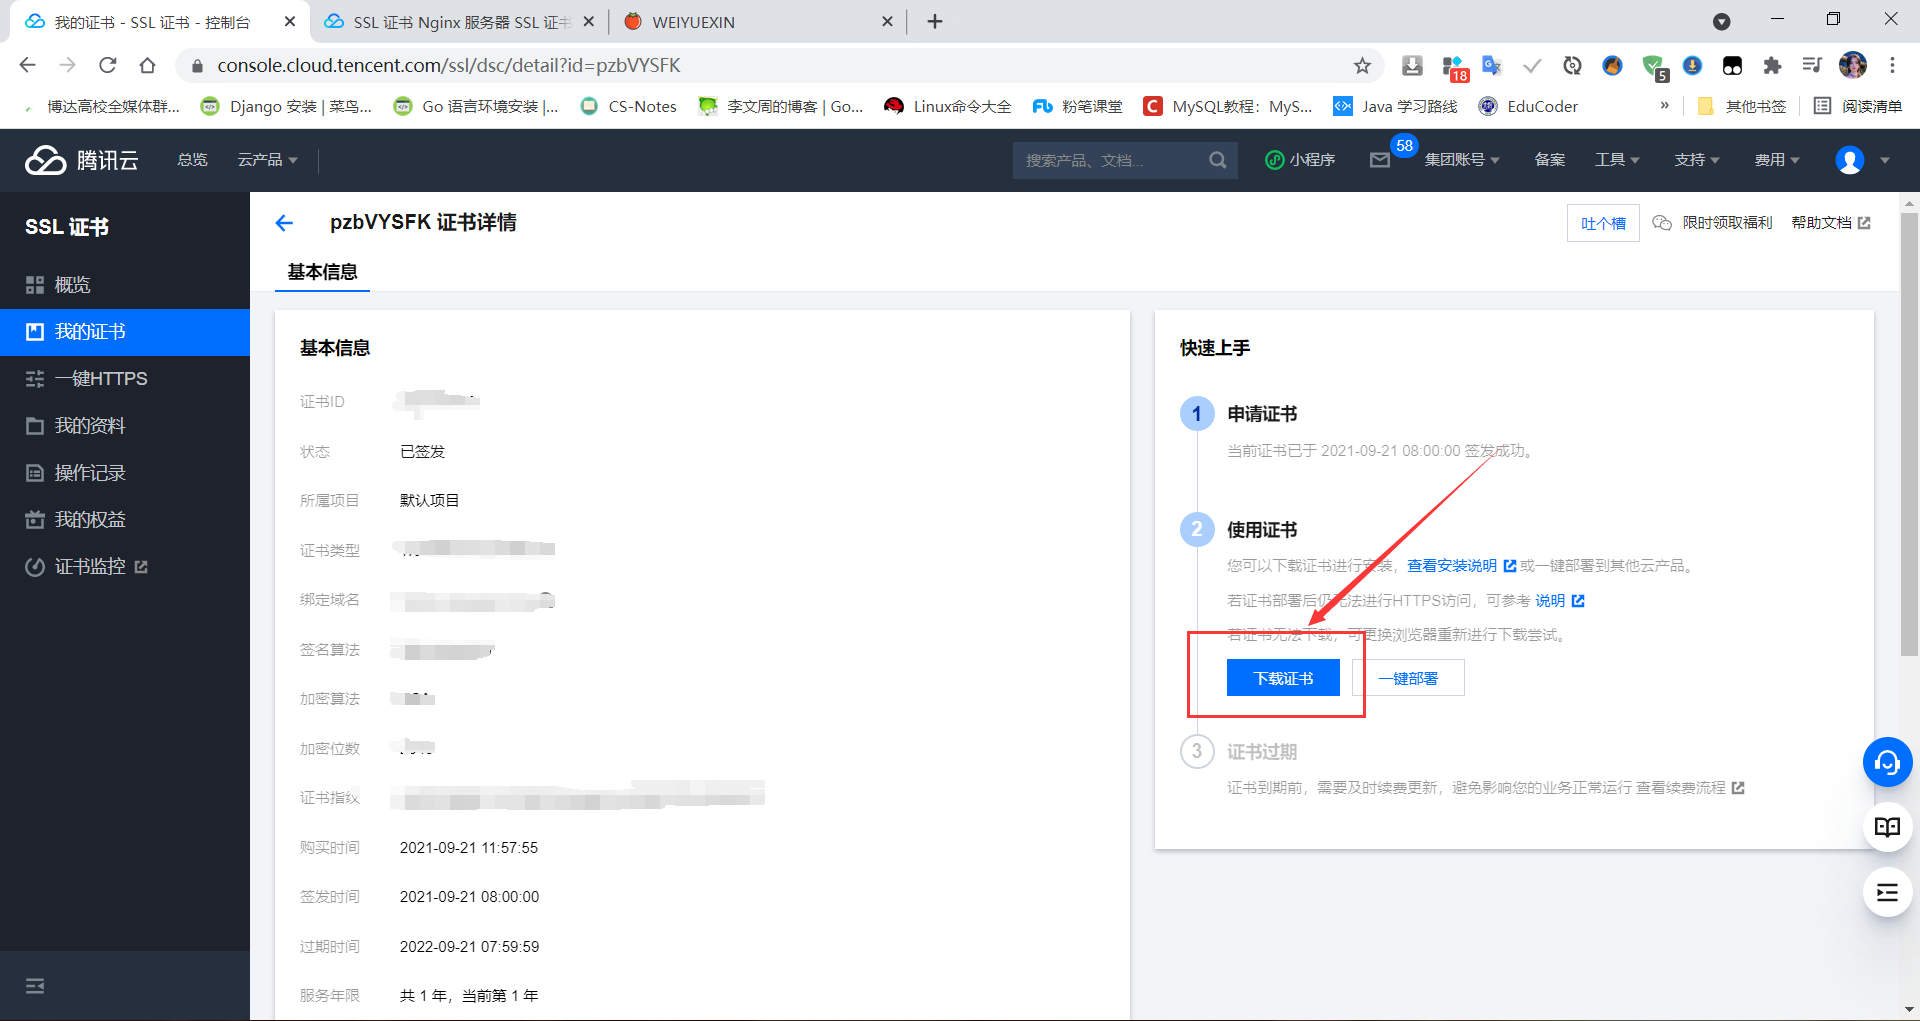 我的证书 - SSL 证书 - 控制台
SSL 证书 Nginx 服务器 SSL 证书
WEIYUEXIN
console.cloud.tencent.com/ssl/dsc/detail?id=pzbVYSFK
18
5
博达高校全媒体群...
Django 安装 | 菜鸟...
Go 语言环境安装 |...
CS-Notes
李文周的博客 | Go...
Linux命令大全
粉笔课堂
MySQL教程：MyS...
Java 学习路线
EduCoder
»
其他书签
阅读清单
腾讯云
总览
云产品
搜索产品、文档...
小程序
58
集团账号
备案
工具
支持
费用
SSL 证书
概览
我的证书
一键HTTPS
我的资料
操作记录
我的权益
证书监控
pzbVYSFK 证书详情
吐个槽
限时领取福利
帮助文档
基本信息
基本信息
证书ID
状态
已签发
所属项目
默认项目
证书类型
绑定域名
签名算法
加密算法
加密位数
证书指纹
购买时间
2021-09-21 11:57:55
签发时间
2021-09-21 08:00:00
过期时间
2022-09-21 07:59:59
服务年限
共 1 年，当前第 1 年
快速上手
1
申请证书
当前证书已于 2021-09-21 08:00:00 签发成功。
2
使用证书
您可以下载证书进行安装，查看安装说明 或一键部署到其他云产品。
若证书部署后仍无法进行HTTPS访问，可参考 说明
若证书无法下载，可更换浏览器重新进行下载尝试。
下载证书
一键部署
3
证书过期
证书到期前，需要及时续费更新，避免影响您的业务正常运行 查看续费流程